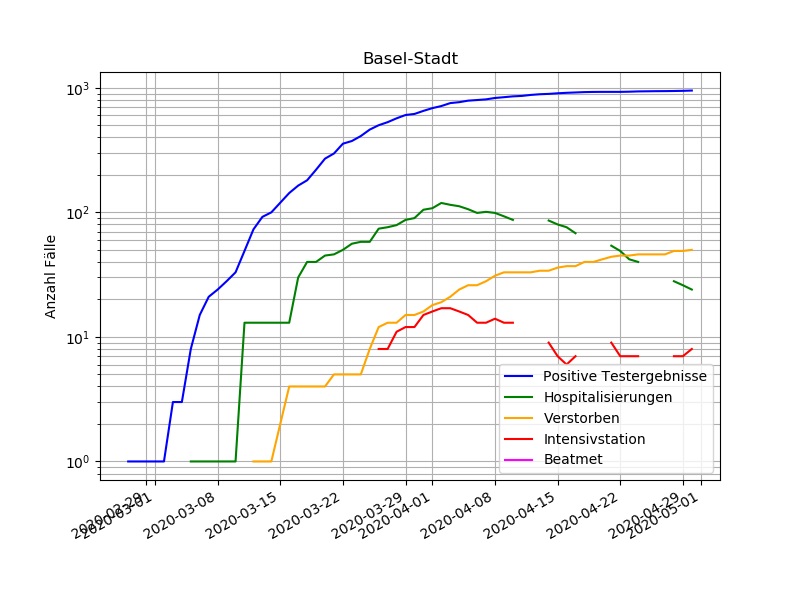 Basel-Stadt
Anzahl Fälle
10³
10²
10¹
10⁰
Positive Testergebnisse
Hospitalisierungen
Verstorben
Intensivstation
Beatmet
2020-03-01
2020-03-08
2020-03-15
2020-03-22
2020-03-29
2020-04-01
2020-04-08
2020-04-15
2020-04-22
2020-04-29
2020-05-01